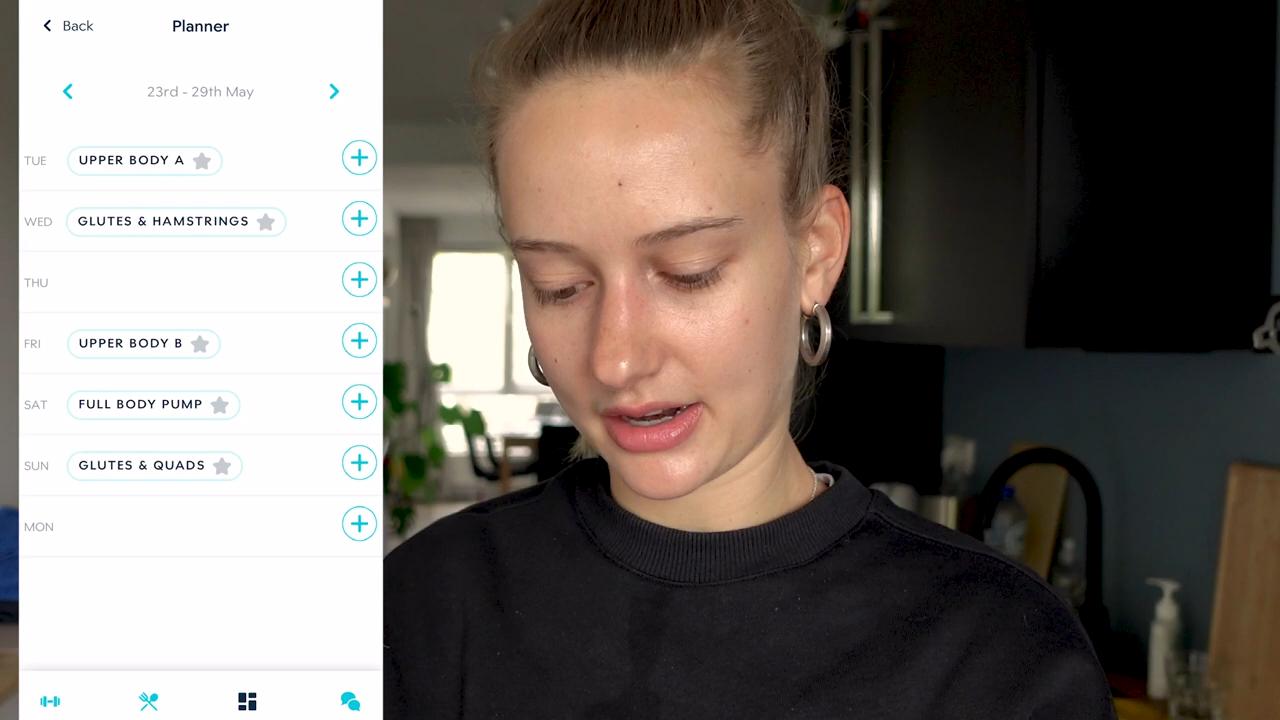 Back
Planner
23rd - 29th May
TUE UPPER BODY A
WED GLUTES & HAMSTRINGS
THU
FRI UPPER BODY B
SAT FULL BODY PUMP
SUN GLUTES & QUADS
MON